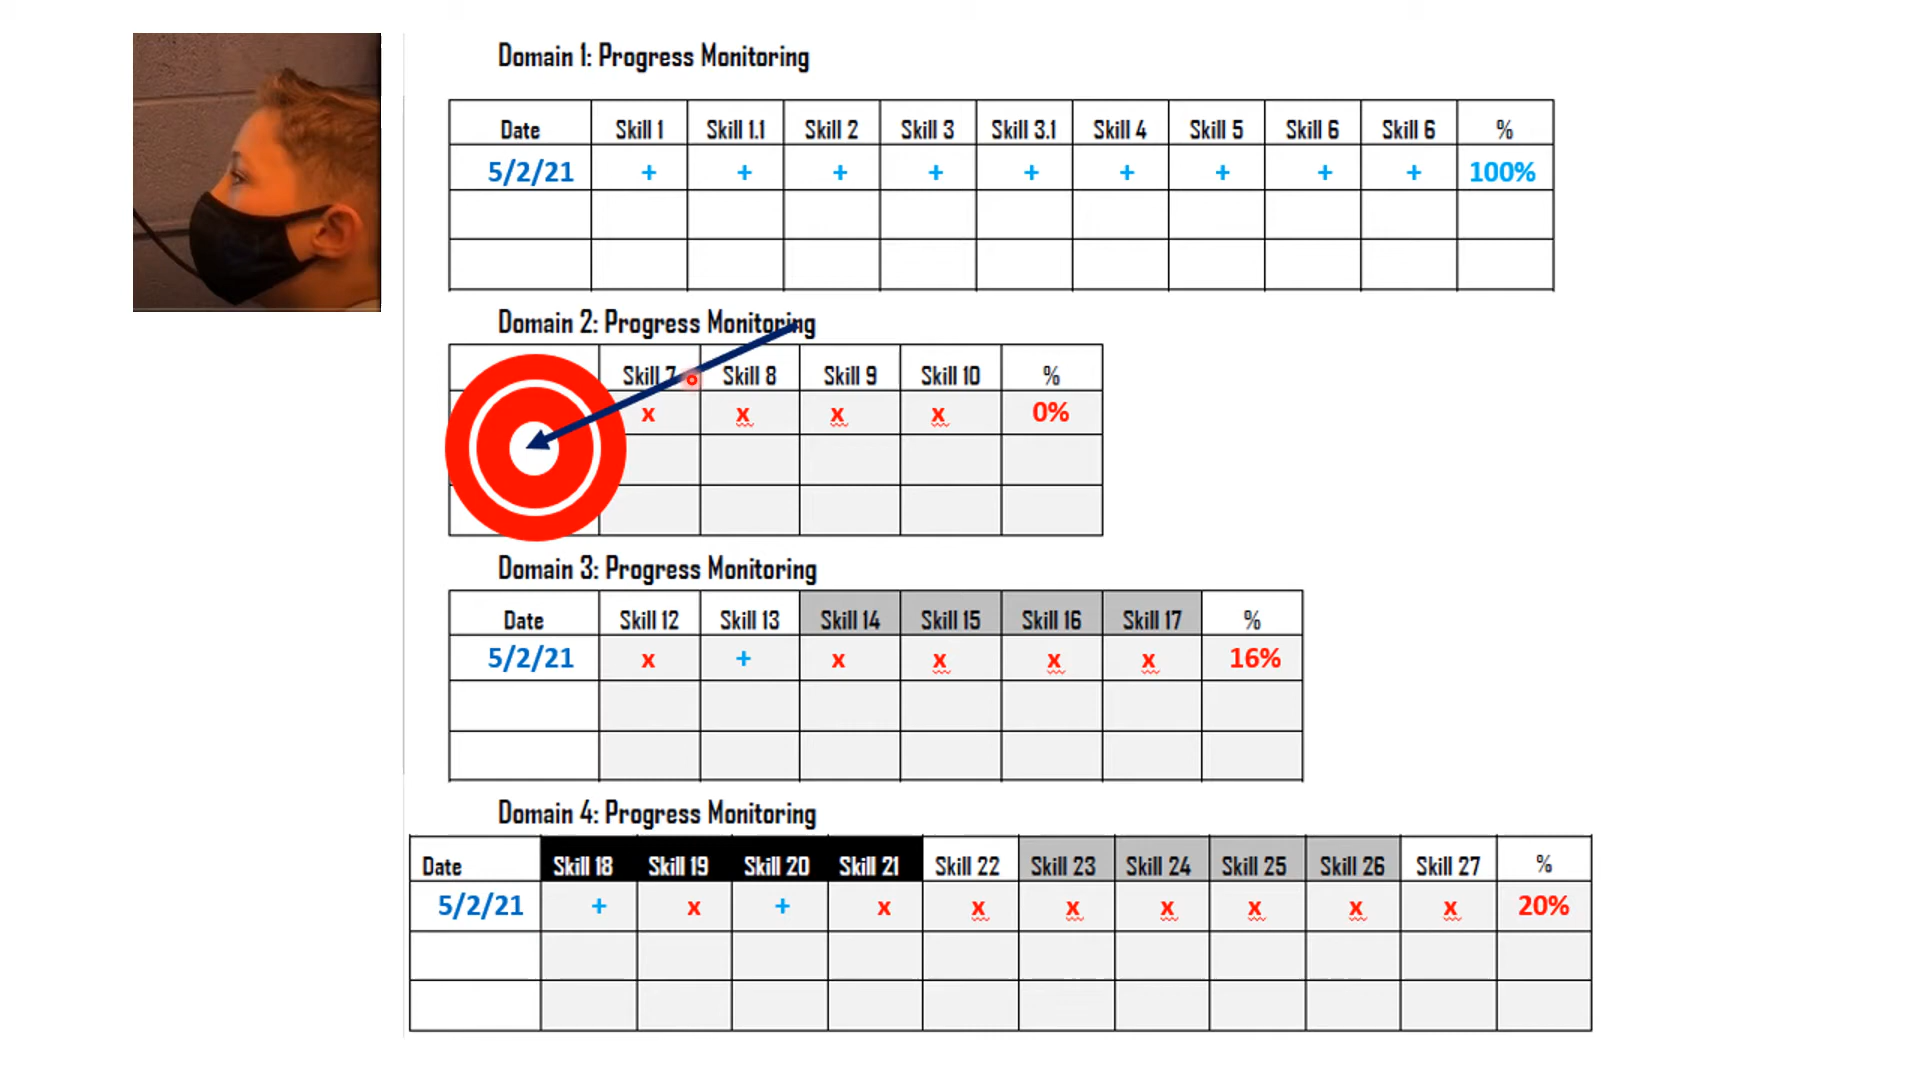 Domain 1: Progress Monitoring
Date Skill 1 Skill 1.1 Skill 2 Skill 3 Skill 3.1 Skill 4 Skill 5 Skill 6 Skill 6 %
5/2/21 + + + + + + + + + 100%
Domain 2: Progress Monitoring
Skill 7 Skill 8 Skill 9 Skill 10 %
x x x x 0%
Domain 3: Progress Monitoring
Date Skill 12 Skill 13 Skill 14 Skill 15 Skill 16 Skill 17 %
5/2/21 x + x x x x 16%
Domain 4: Progress Monitoring
Date Skill 18 Skill 19 Skill 20 Skill 21 Skill 22 Skill 23 Skill 24 Skill 25 Skill 26 Skill 27 %
5/2/21 + x + x x x x x x x 20%